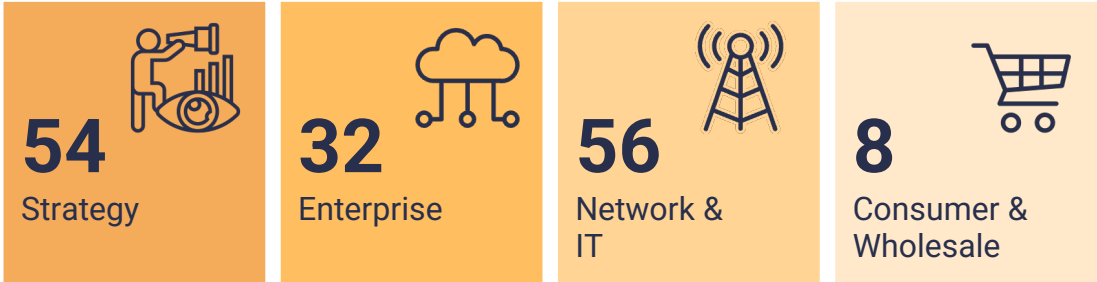 54
Strategy
32
Enterprise
56
Network &
IT
8
Consumer &
Wholesale